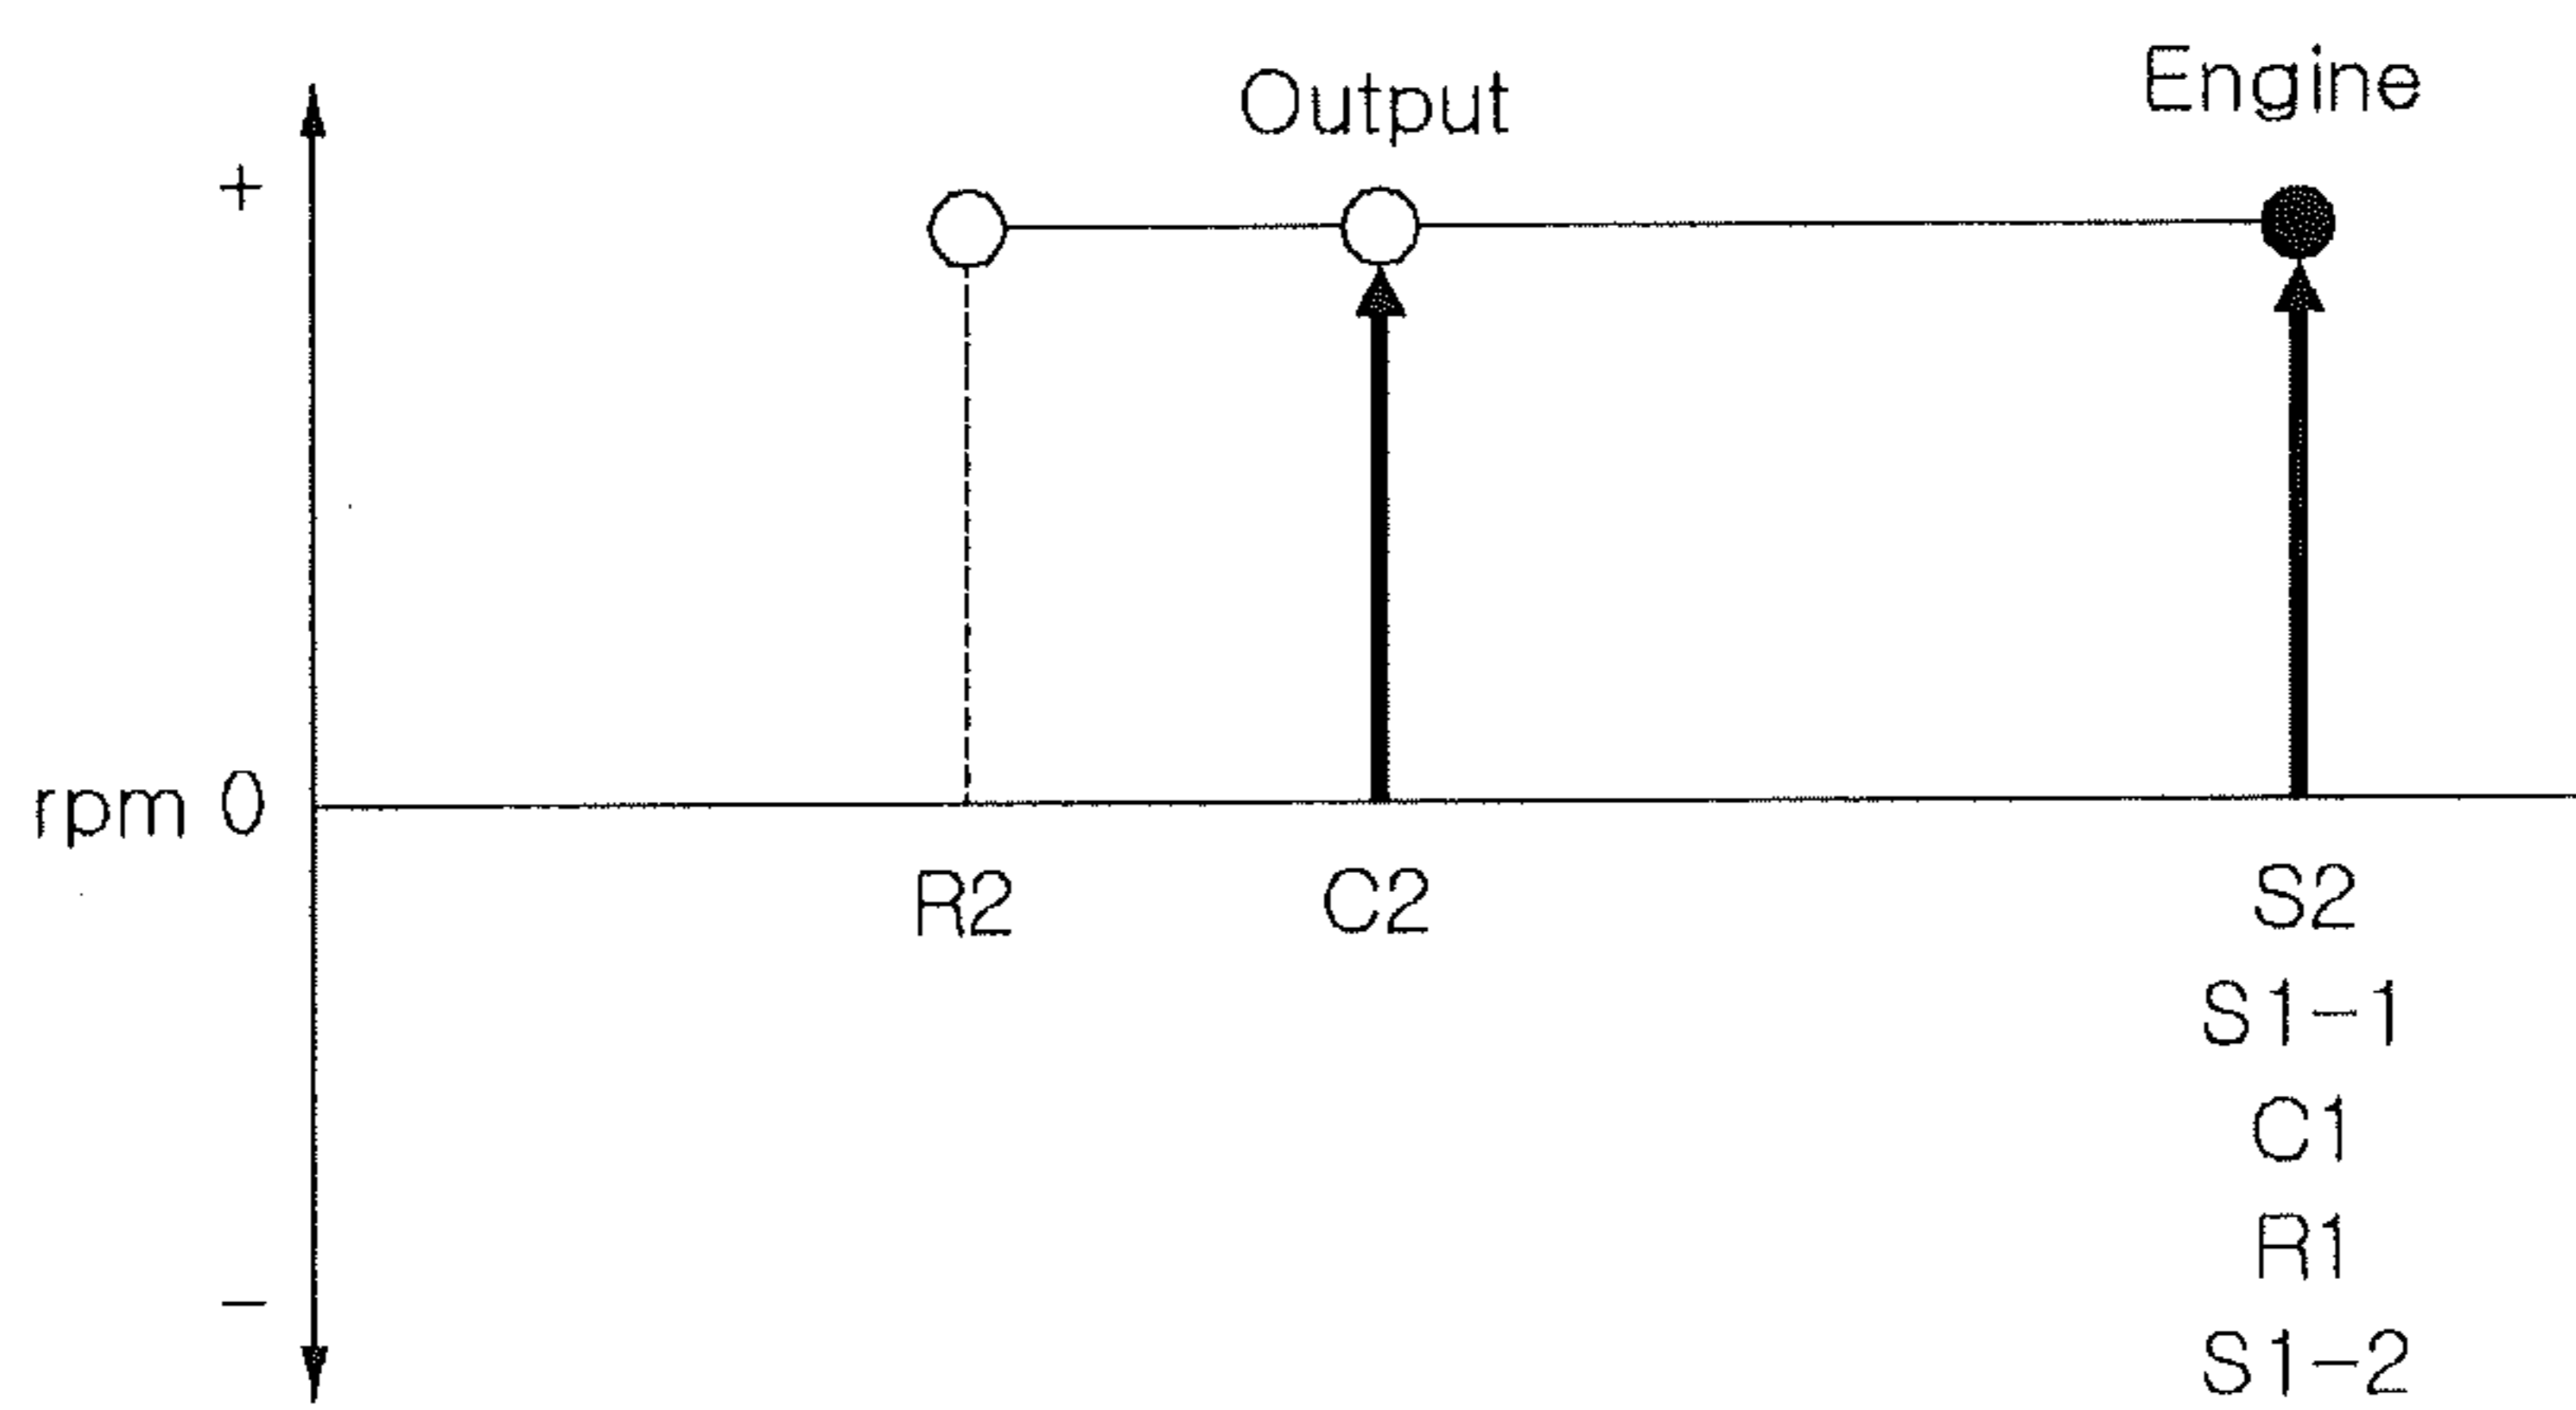 Output
Engine
+
rpm 0
R2
C2
S2
S1-1
C1
R1
S1-2
−